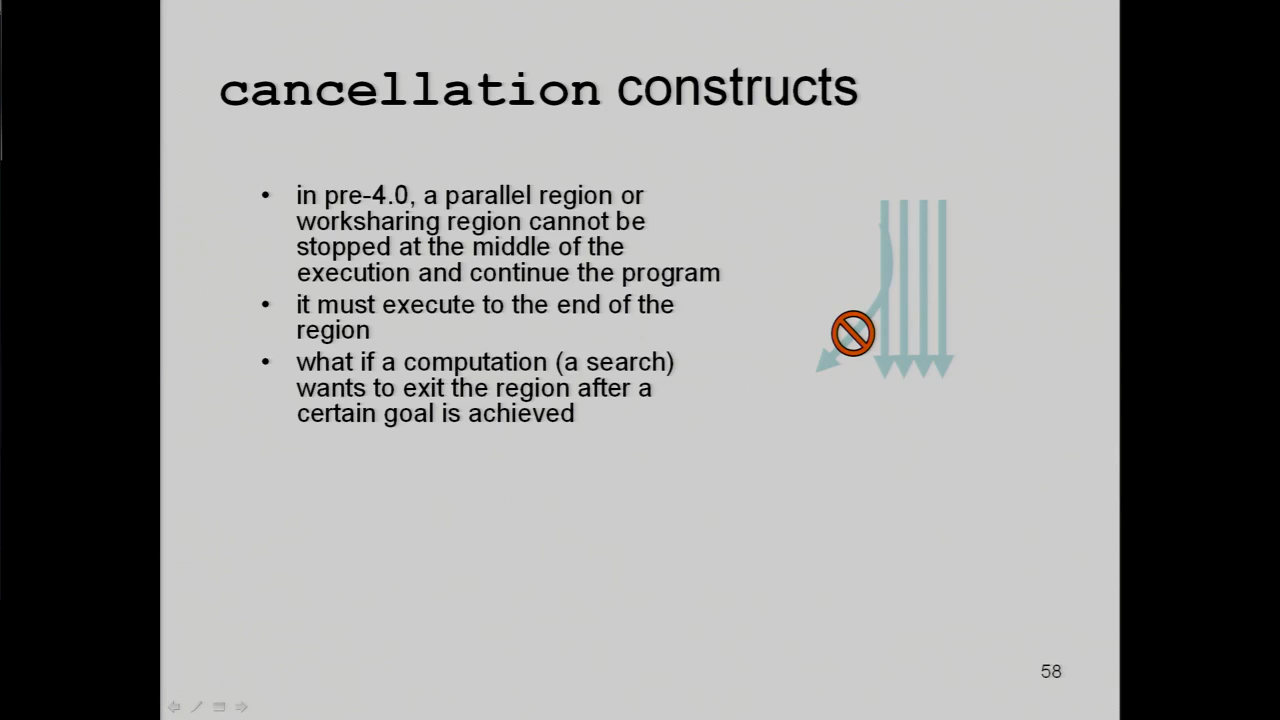 cancellation constructs
• in pre-4.0, a parallel region or
worksharing region cannot be
stopped at the middle of the
execution and continue the program
• it must execute to the end of the
region
• what if a computation (a search)
wants to exit the region after a
certain goal is achieved
58